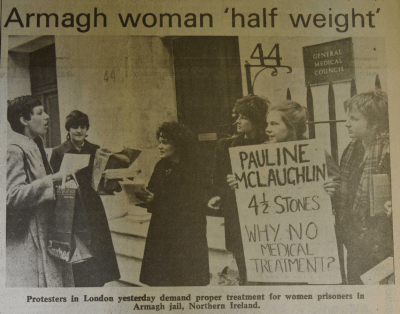 Armagh woman 'half weight'
44
44
GENERAL
MEDICAL
COUNCIL
PAULINE
MCLAUGHLIN
4½ STONES
WHY NO
MEDICAL
TREATMENT?
Protesters in London yesterday demand proper treatment for women prisoners in
Armagh jail, Northern Ireland.